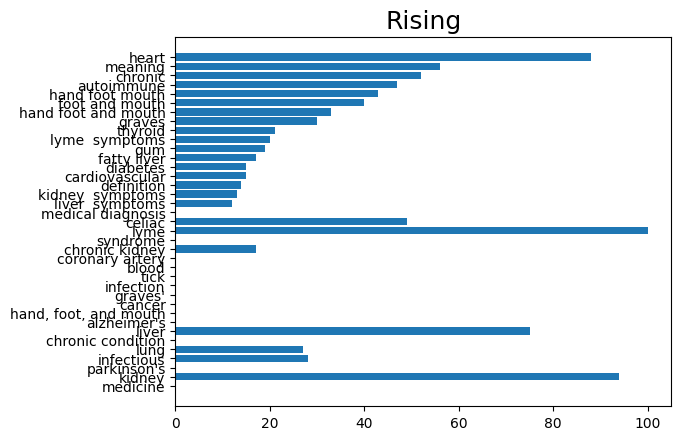 Rising
heart
meaning
chronic
autoimmune
hand foot mouth
foot and mouth
hand foot and mouth
graves
thyroid
lyme  symptoms
gum
fatty liver
diabetes
cardiovascular
definition
kidney  symptoms
liver  symptoms
medical diagnosis
celiac
lyme
syndrome
chronic kidney
coronary artery
blood
tick
infection
graves'
cancer
hand, foot, and mouth
alzheimer's
liver
chronic condition
lung
infectious
parkinson's
kidney
medicine
0 20 40 60 80 100